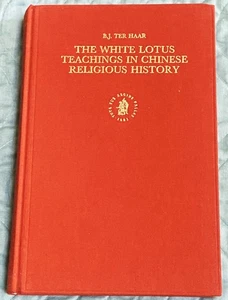 B.J. TER HAAR
THE WHITE LOTUS
TEACHINGS IN CHINESE
RELIGIOUS HISTORY